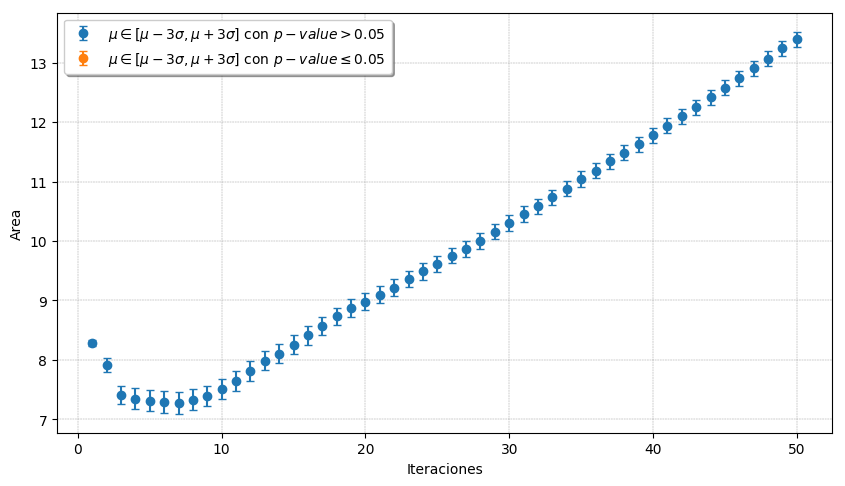 μ ∈ [μ − 3σ, μ + 3σ] con p − value > 0.05
μ ∈ [μ − 3σ, μ + 3σ] con p − value ≤ 0.05
Area
13
12
11
10
9
8
7
0 10 20 30 40 50
Iteraciones